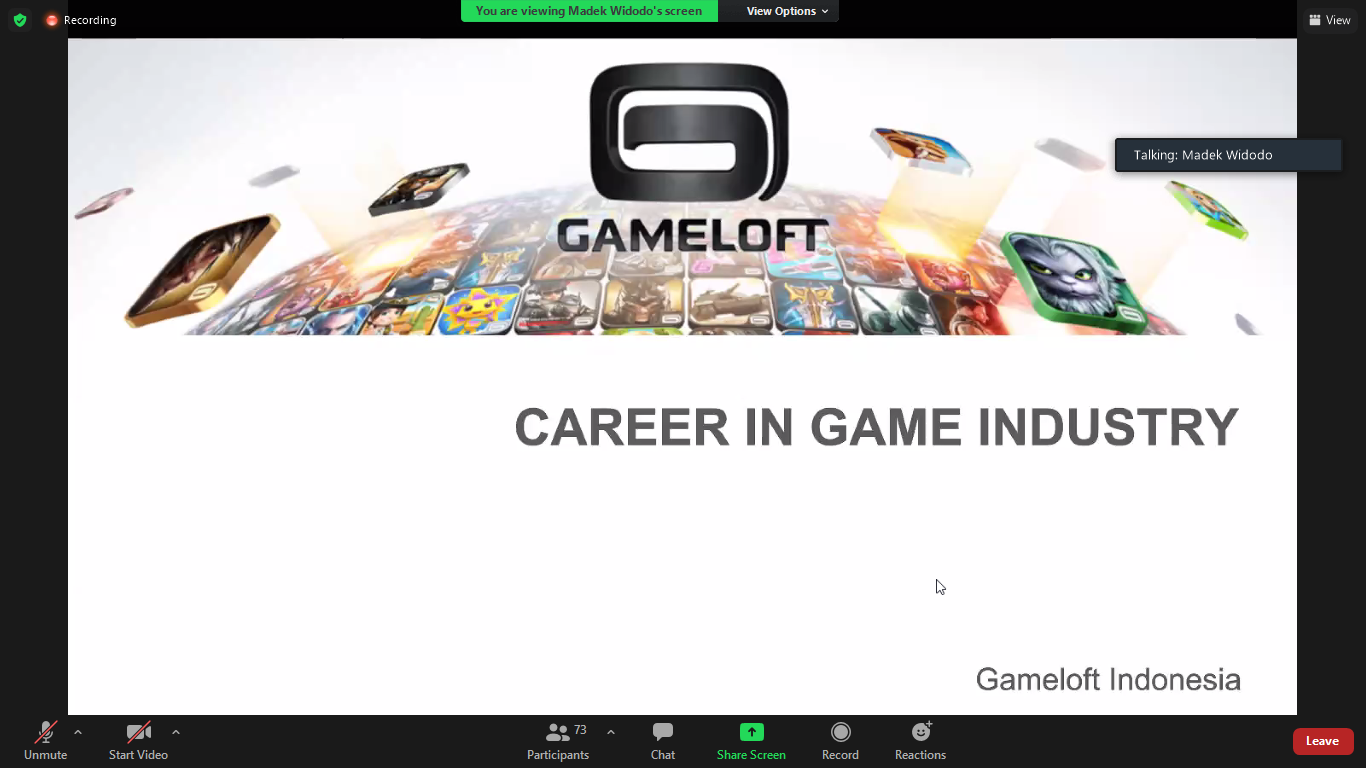 Recording
You are viewing Madek Widodo's screen
View Options
View
Talking: Madek Widodo
GAMELOFT
CAREER IN GAME INDUSTRY
Gameloft Indonesia
Unmute
Start Video
Participants
73
Chat
Share Screen
Record
Reactions
Leave